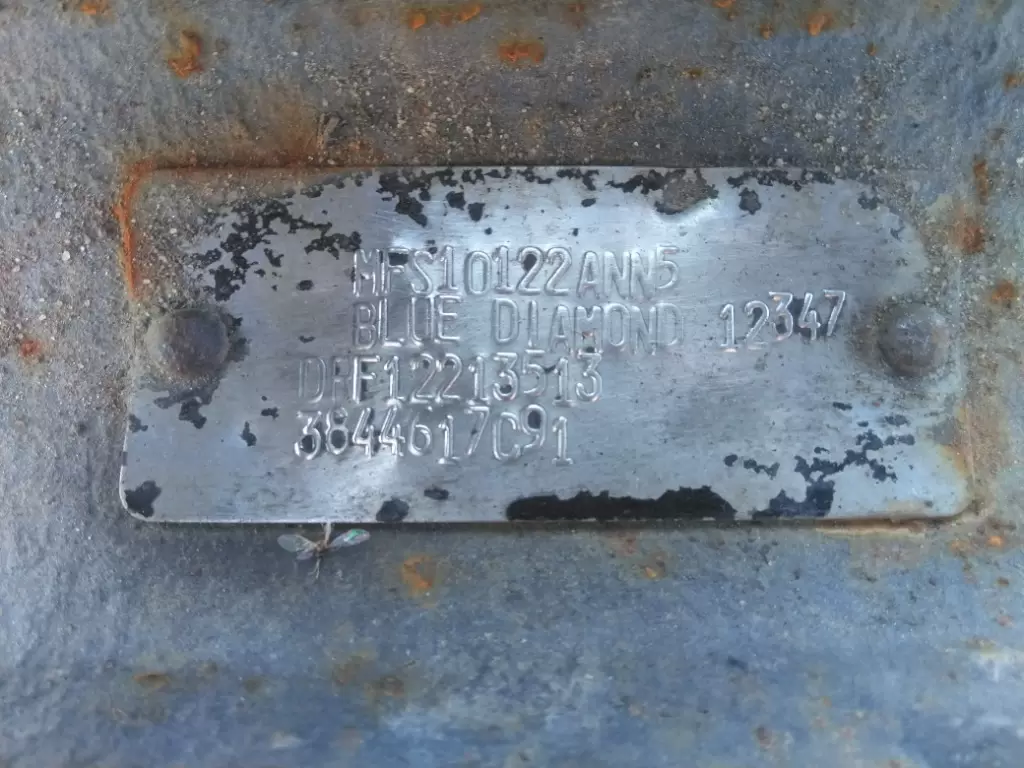 MFS10122ANN5
BLUE DIAMOND 12347
DRF12213513
3844617C91